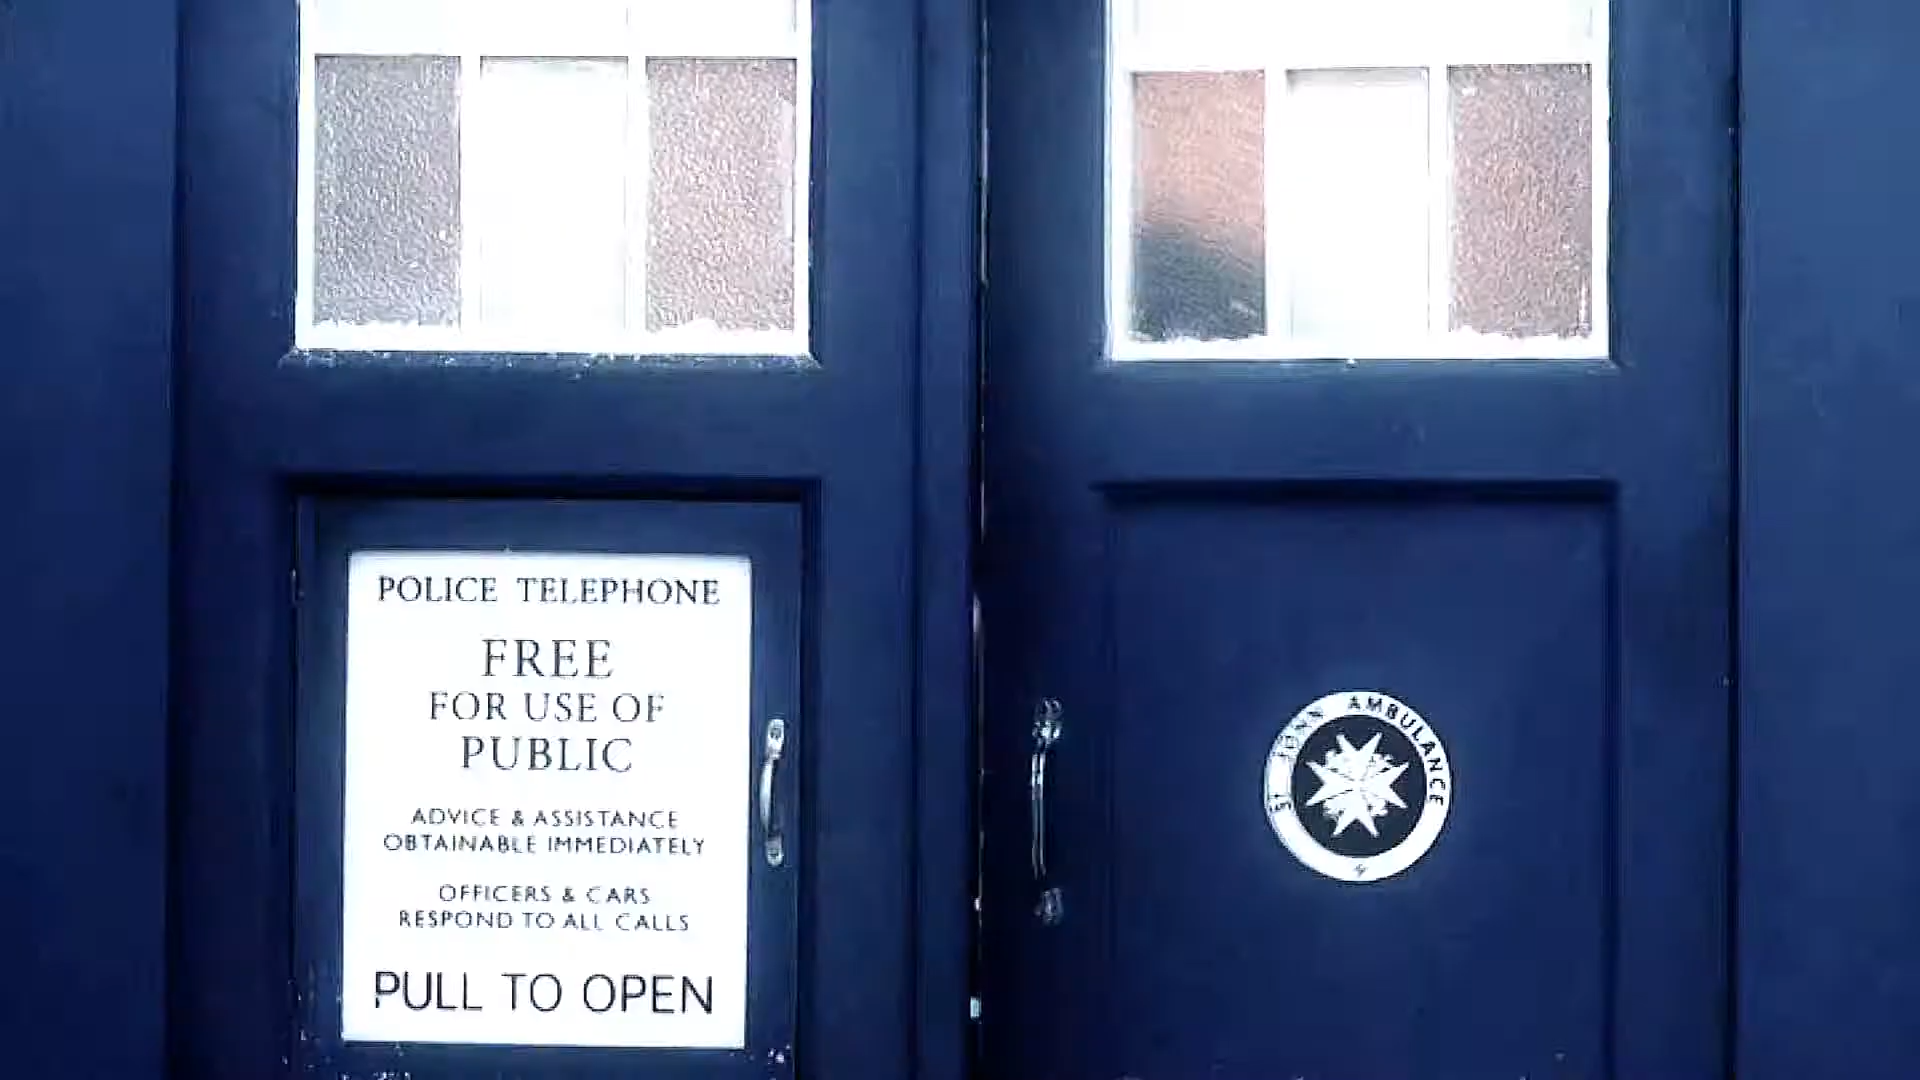 POLICE TELEPHONE
FREE
FOR USE OF
PUBLIC
ADVICE & ASSISTANCE
OBTAINABLE IMMEDIATELY
OFFICERS & CARS
RESPOND TO ALL CALLS
PULL TO OPEN
ST JOHN AMBULANCE